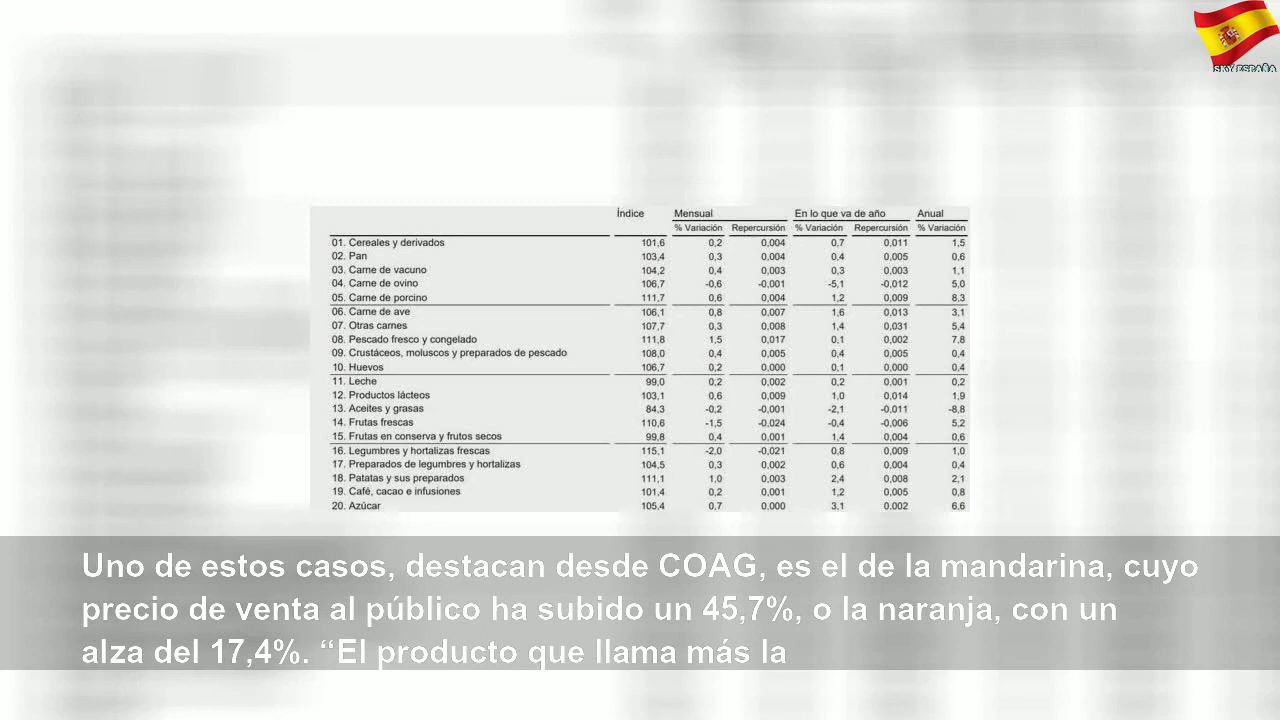 SKY ESPAÑA
Índice Mensual En lo que va de año Anual
% Variación Repercursión % Variación Repercursión % Variación
01. Cereales y derivados 101,6 0,2 0,004 0,7 0,011 1,5
02. Pan 103,4 0,3 0,004 0,4 0,005 0,6
03. Carne de vacuno 104,2 0,4 0,003 0,3 0,003 1,1
04. Carne de ovino 106,7 -0,6 -0,001 -5,1 -0,012 5,0
05. Carne de porcino 111,7 0,6 0,004 1,2 0,009 8,3
06. Carne de ave 106,1 0,8 0,007 1,6 0,013 3,1
07. Otras carnes 107,7 0,3 0,008 1,4 0,031 5,4
08. Pescado fresco y congelado 111,8 1,5 0,017 0,1 0,002 7,8
09. Crustáceos, moluscos y preparados de pescado 108,0 0,4 0,005 0,4 0,005 0,4
10. Huevos 106,7 0,2 0,000 0,1 0,000 0,4
11. Leche 99,0 0,2 0,002 0,2 0,001 0,2
12. Productos lácteos 103,1 0,6 0,009 1,0 0,014 1,9
13. Aceites y grasas 84,3 -0,2 -0,001 -2,1 -0,011 -8,8
14. Frutas frescas 110,6 -1,5 -0,024 -0,4 -0,006 5,2
15. Frutas en conserva y frutos secos 99,8 0,4 0,001 1,4 0,004 0,6
16. Legumbres y hortalizas frescas 115,1 -2,0 -0,021 0,8 0,009 1,0
17. Preparados de legumbres y hortalizas 104,5 0,3 0,002 0,6 0,004 0,4
18. Patatas y sus preparados 111,1 1,0 0,003 2,4 0,008 2,1
19. Café, cacao e infusiones 101,4 0,2 0,001 1,2 0,005 0,8
20. Azúcar 105,4 0,7 0,000 3,1 0.002 6,6
Uno de estos casos, destacan desde COAG, es el de la mandarina, cuyo
precio de venta al público ha subido un 45,7%, o la naranja, con un
alza del 17,4%. “El producto que llama más la